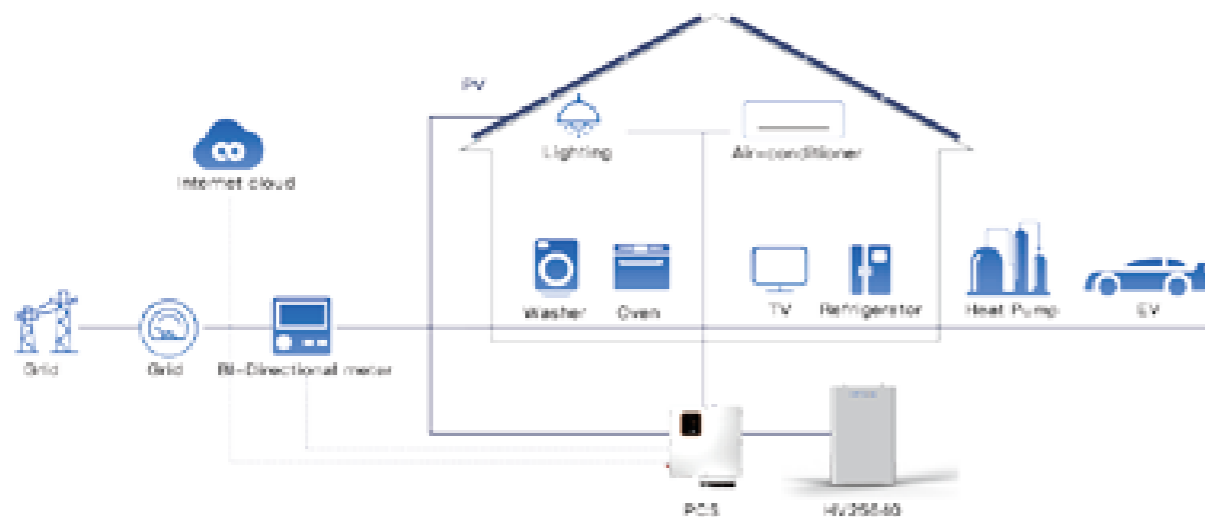 PV
Lighting
Air-conditioner
Internet cloud
Washer
Oven
TV
Refrigerator
Heat Pump
EV
Grid
Grid
Bi-Directional meter
PCS